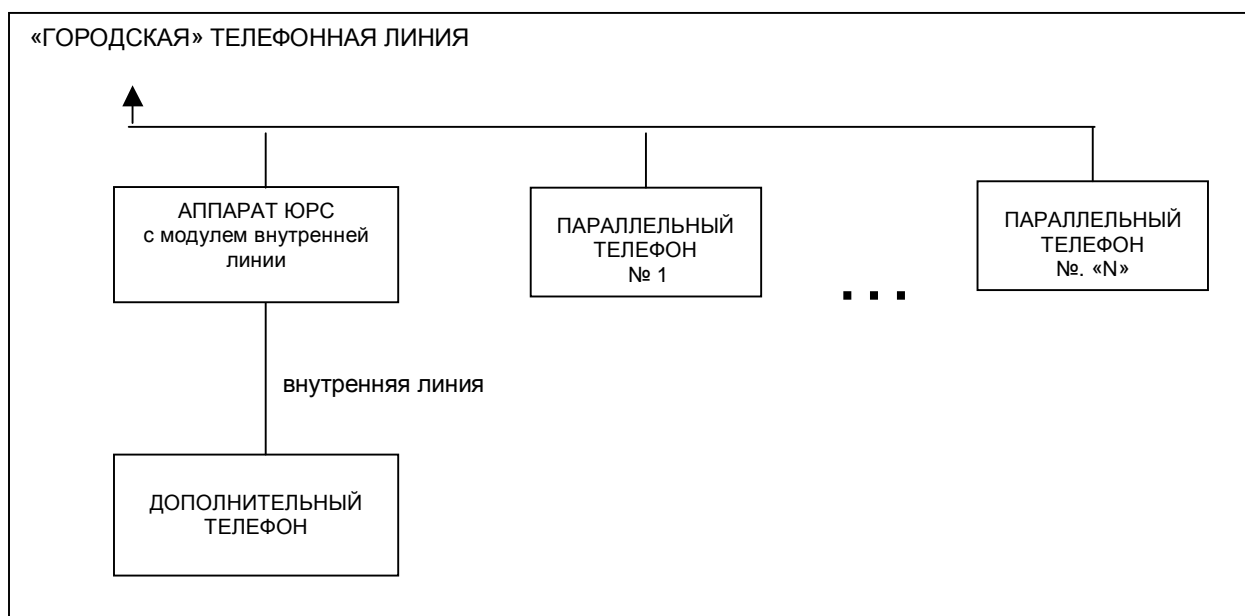 «ГОРОДСКАЯ» ТЕЛЕФОННАЯ ЛИНИЯ
АППАРАТ ЮРС
с модулем внутренней
линии
ПАРАЛЛЕЛЬНЫЙ
ТЕЛЕФОН
№ 1
. . .
ПАРАЛЛЕЛЬНЫЙ
ТЕЛЕФОН
№. «N»
внутренняя линия
ДОПОЛНИТЕЛЬНЫЙ
ТЕЛЕФОН